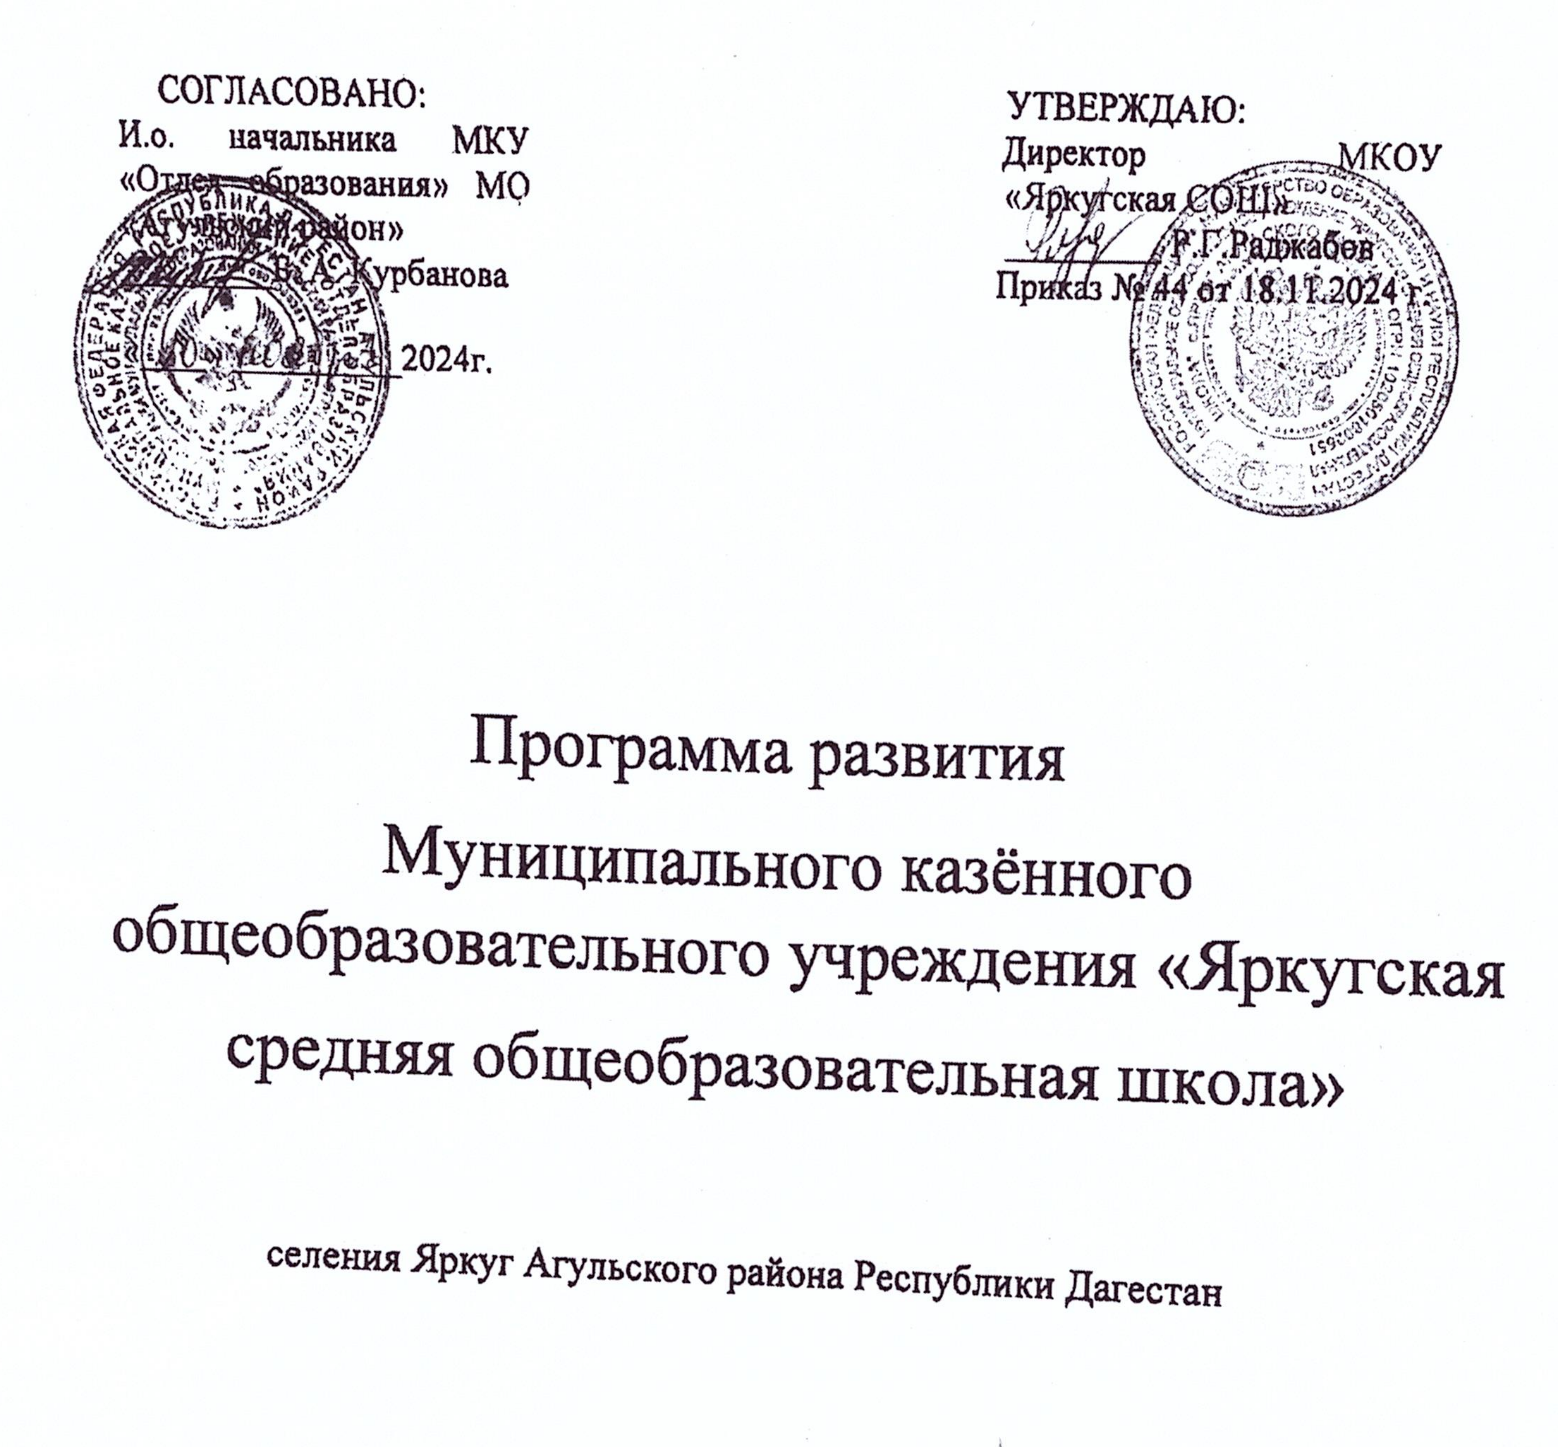 СОГЛАСОВАНО:
И.о. начальника МКУ
«Отдел образования» МО
«Агульский район»
Курбанова
2024г.
УТВЕРЖДАЮ:
Директор МКОУ
«Яркугская СОШ»
Г.Раджабов
Приказ № 44 от 18.11.2024 г.
Программа развития
Муниципального казённого
общеобразовательного учреждения «Яркугская
средняя общеобразовательная школа»
селения Яркуг Агульского района Республики Дагестан